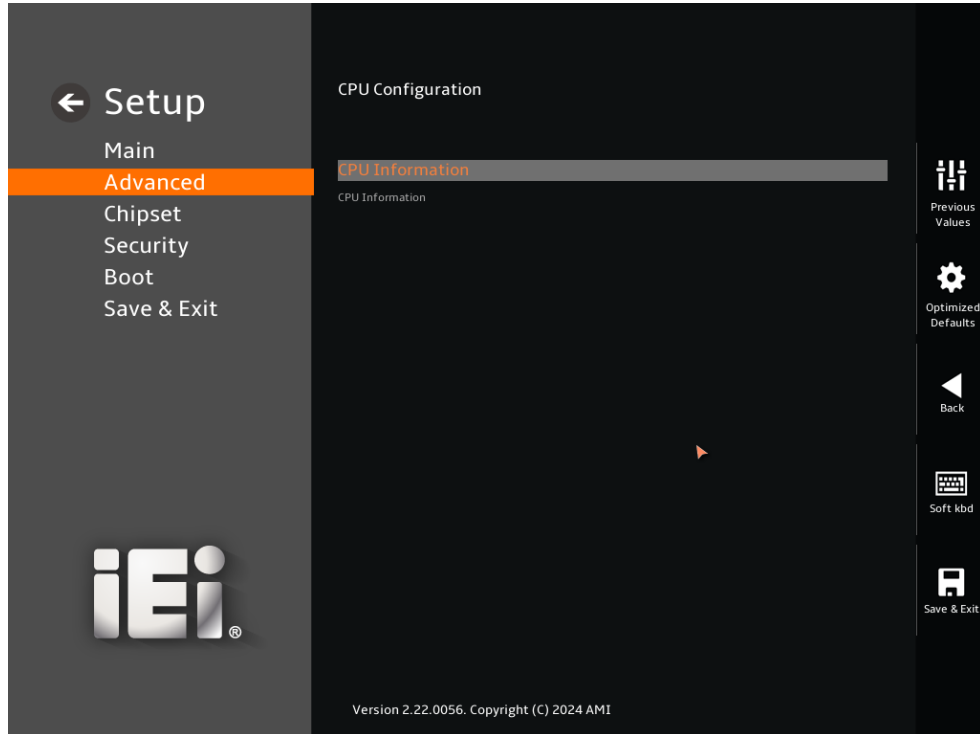 Setup
Main
Advanced
Chipset
Security
Boot
Save & Exit
iEi®
CPU Configuration
CPU Information
CPU Information
Version 2.22.0056. Copyright (C) 2024 AMI
Previous
Values
Optimized
Defaults
Back
Soft kbd
Save & Exit